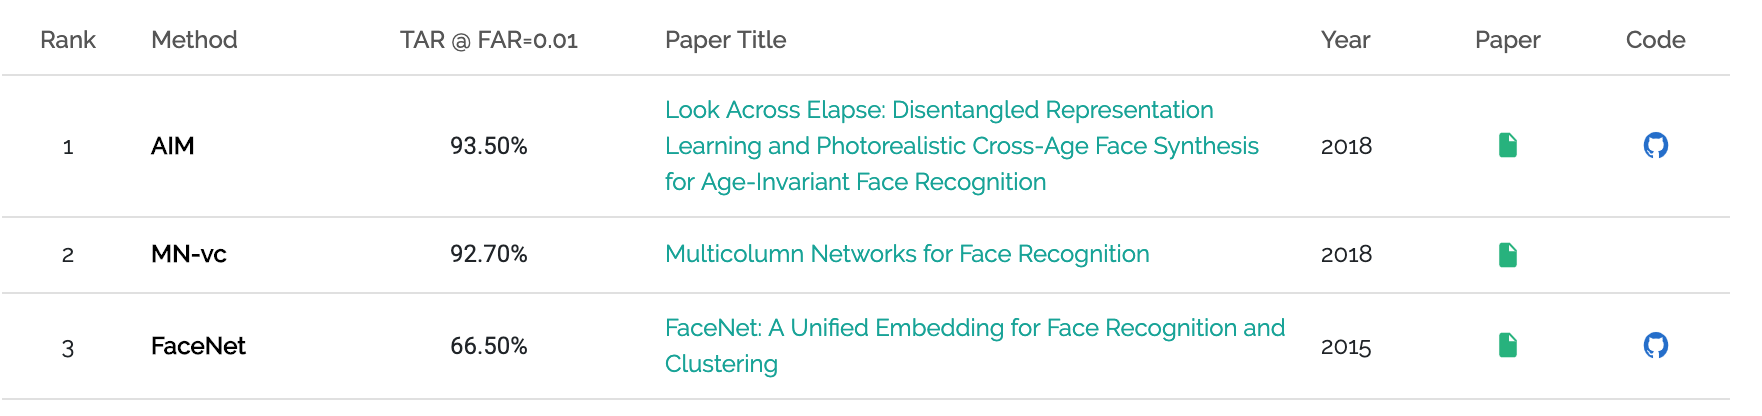 Rank Method TAR @ FAR=0.01 Paper Title Year Paper Code
1 AIM 93.50% Look Across Elapse: Disentangled Representation
Learning and Photorealistic Cross-Age Face Synthesis
for Age-Invariant Face Recognition 2018
2 MN-vc 92.70% Multicolumn Networks for Face Recognition 2018
3 FaceNet 66.50% FaceNet: A Unified Embedding for Face Recognition and
Clustering 2015